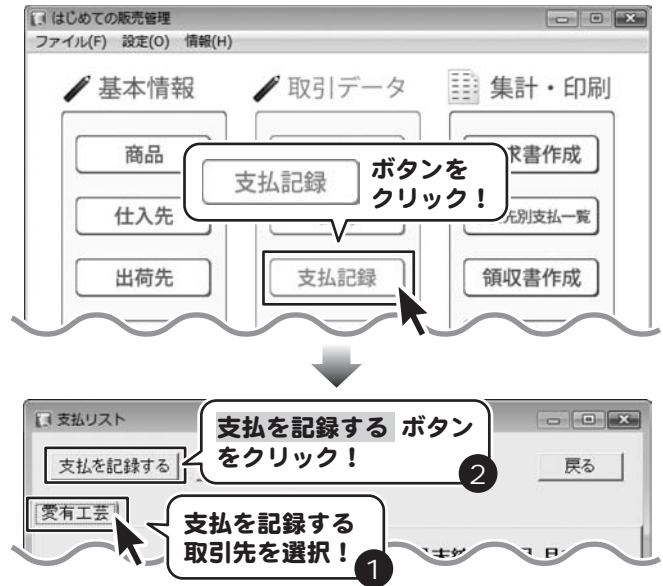 はじめての販売管理
ファイル(F) 設定(O) 情報(H)
基本情報
取引データ
集計・印刷
商品
求書作成
支払記録 ボタンを
クリック！
仕入先
先別支払一覧
出荷先
支払記録
領収書作成
支払リスト
支払を記録する ボタン
をクリック！
2
支払を記録する
戻る
愛有工芸
支払を記録する
取引先を選択！
1